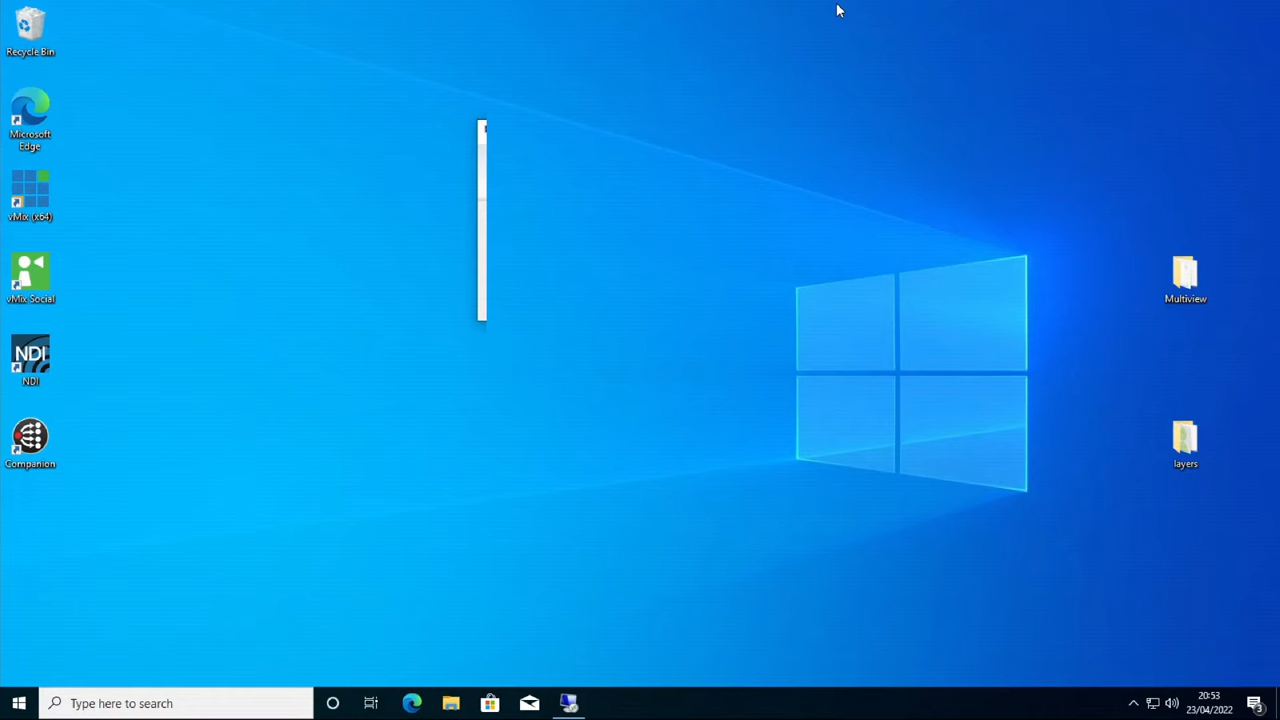 Recycle Bin
Microsoft
Edge
vMix (x64)
vMix Social
NDI
NDI
Companion
Multiview
layers
Type here to search
20:53
23/04/2022
3